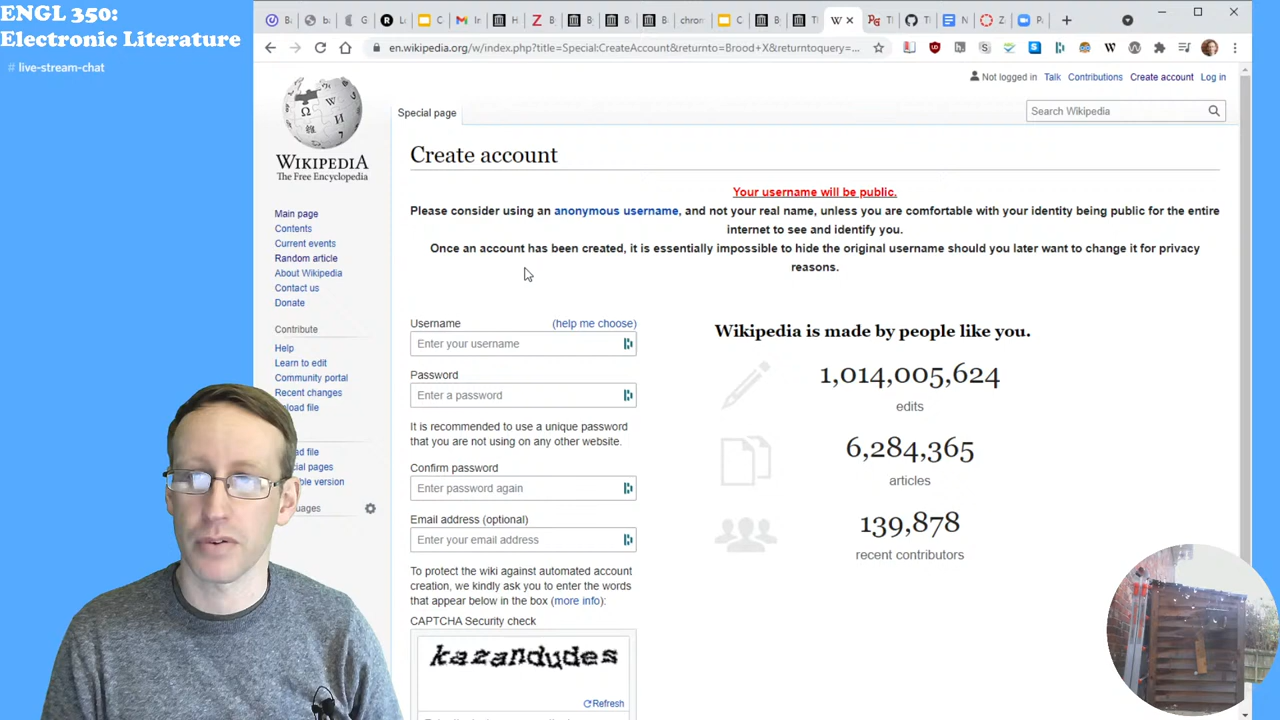 ENGL 350:
Electronic Literature
# live-stream-chat
en.wikipedia.org/w/index.php?title=Special:CreateAccount&returnto=Brood+X&returntoquery=...
Not logged in Talk Contributions Create account Log in
WIKIPEDIA
The Free Encyclopedia
Special page
Search Wikipedia
Main page
Contents
Current events
Random article
About Wikipedia
Contact us
Donate
Contribute
Help
Learn to edit
Community portal
Recent changes
Create account
Your username will be public.
Please consider using an anonymous username, and not your real name, unless you are comfortable with your identity being public for the entire
internet to see and identify you.
Once an account has been created, it is essentially impossible to hide the original username should you later want to change it for privacy
reasons.
Username (help me choose)
Enter your username
Password
Enter a password
It is recommended to use a unique password
that you are not using on any other website.
Confirm password
Enter password again
Email address (optional)
Enter your email address
To protect the wiki against automated account
creation, we kindly ask you to enter the words
that appear below in the box (more info):
CAPTCHA Security check
kazandudes
Refresh
Wikipedia is made by people like you.
1,014,005,624
edits
6,284,365
articles
139,878
recent contributors